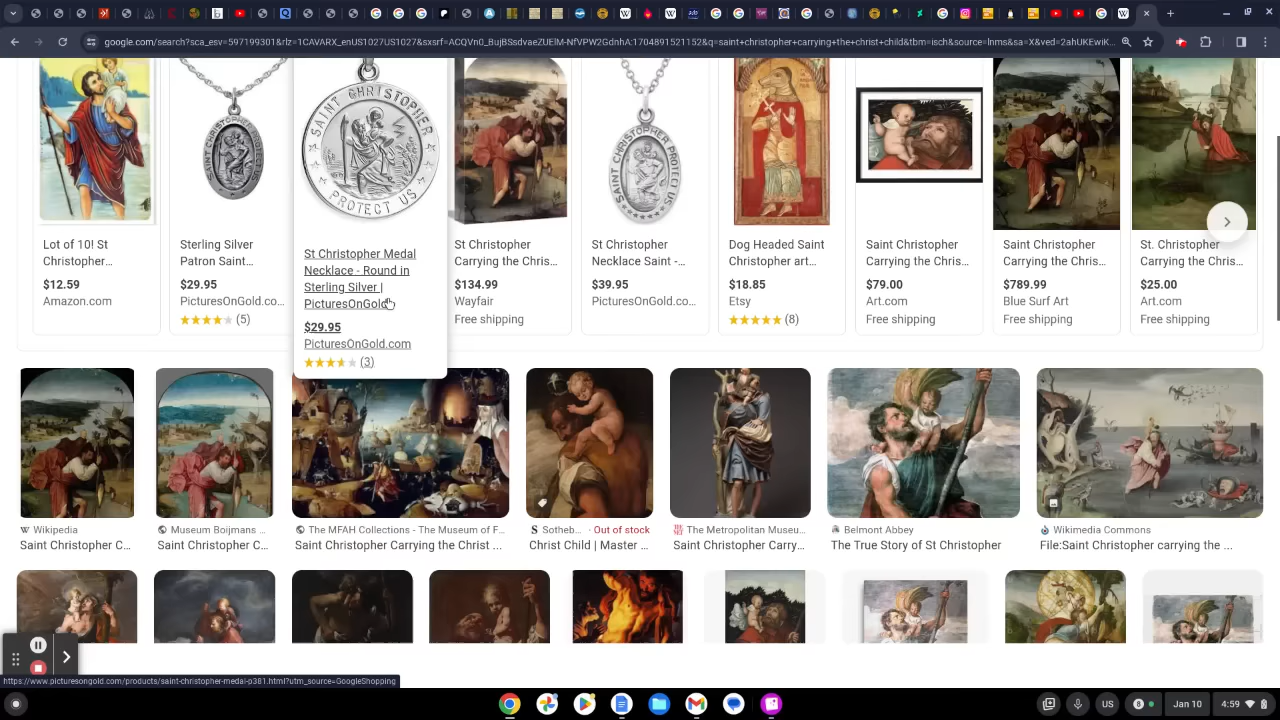 google.com/search?sca_esv=597199301&rlz=1CAVARX_enUS1027US1027&sxsrf=ACQVn0_BujBSsdvaeZUElM-NfVPW2GdnhA:1704891521152&q=saint+christopher+carrying+the+christ+child&tbm=isch&source=lnms&sa=X&ved=2ahUKEwiK...
SAINT CHRISTOPHER
PROTECT US
SAINT CHRISTOPHER PROTECT US
Lot of 10! St
Christopher...
$12.59
Amazon.com
Sterling Silver
Patron Saint...
$29.95
PicturesOnGold.co...
(5)
St Christopher Medal
Necklace - Round in
Sterling Silver |
PicturesOnGold
$29.95
PicturesOnGold.com
(3)
St Christopher
Carrying the Chris...
$134.99
Wayfair
Free shipping
St Christopher
Necklace Saint -...
$39.95
PicturesOnGold.co...
Dog Headed Saint
Christopher art...
$18.85
Etsy
(8)
Saint Christopher
Carrying the Chris...
$79.00
Art.com
Free shipping
Saint Christopher
Carrying the Chris...
$789.99
Blue Surf Art
Free shipping
St. Christopher
Carrying the Chris...
$25.00
Art.com
Free shipping
Wikipedia
Saint Christopher C...
Museum Boijmans ...
Saint Christopher C...
The MFAH Collections - The Museum of F...
Saint Christopher Carrying the Christ ...
Sotheb... · Out of stock
Christ Child | Master ...
The Metropolitan Museu...
Saint Christopher Carry...
Belmont Abbey
The True Story of St Christopher
Wikimedia Commons
File:Saint Christopher carrying the ...
https://www.picturesongold.com/products/saint-christopher-medal-p381.html?utm_source=GoogleShopping
US
8
Jan 10
4:59